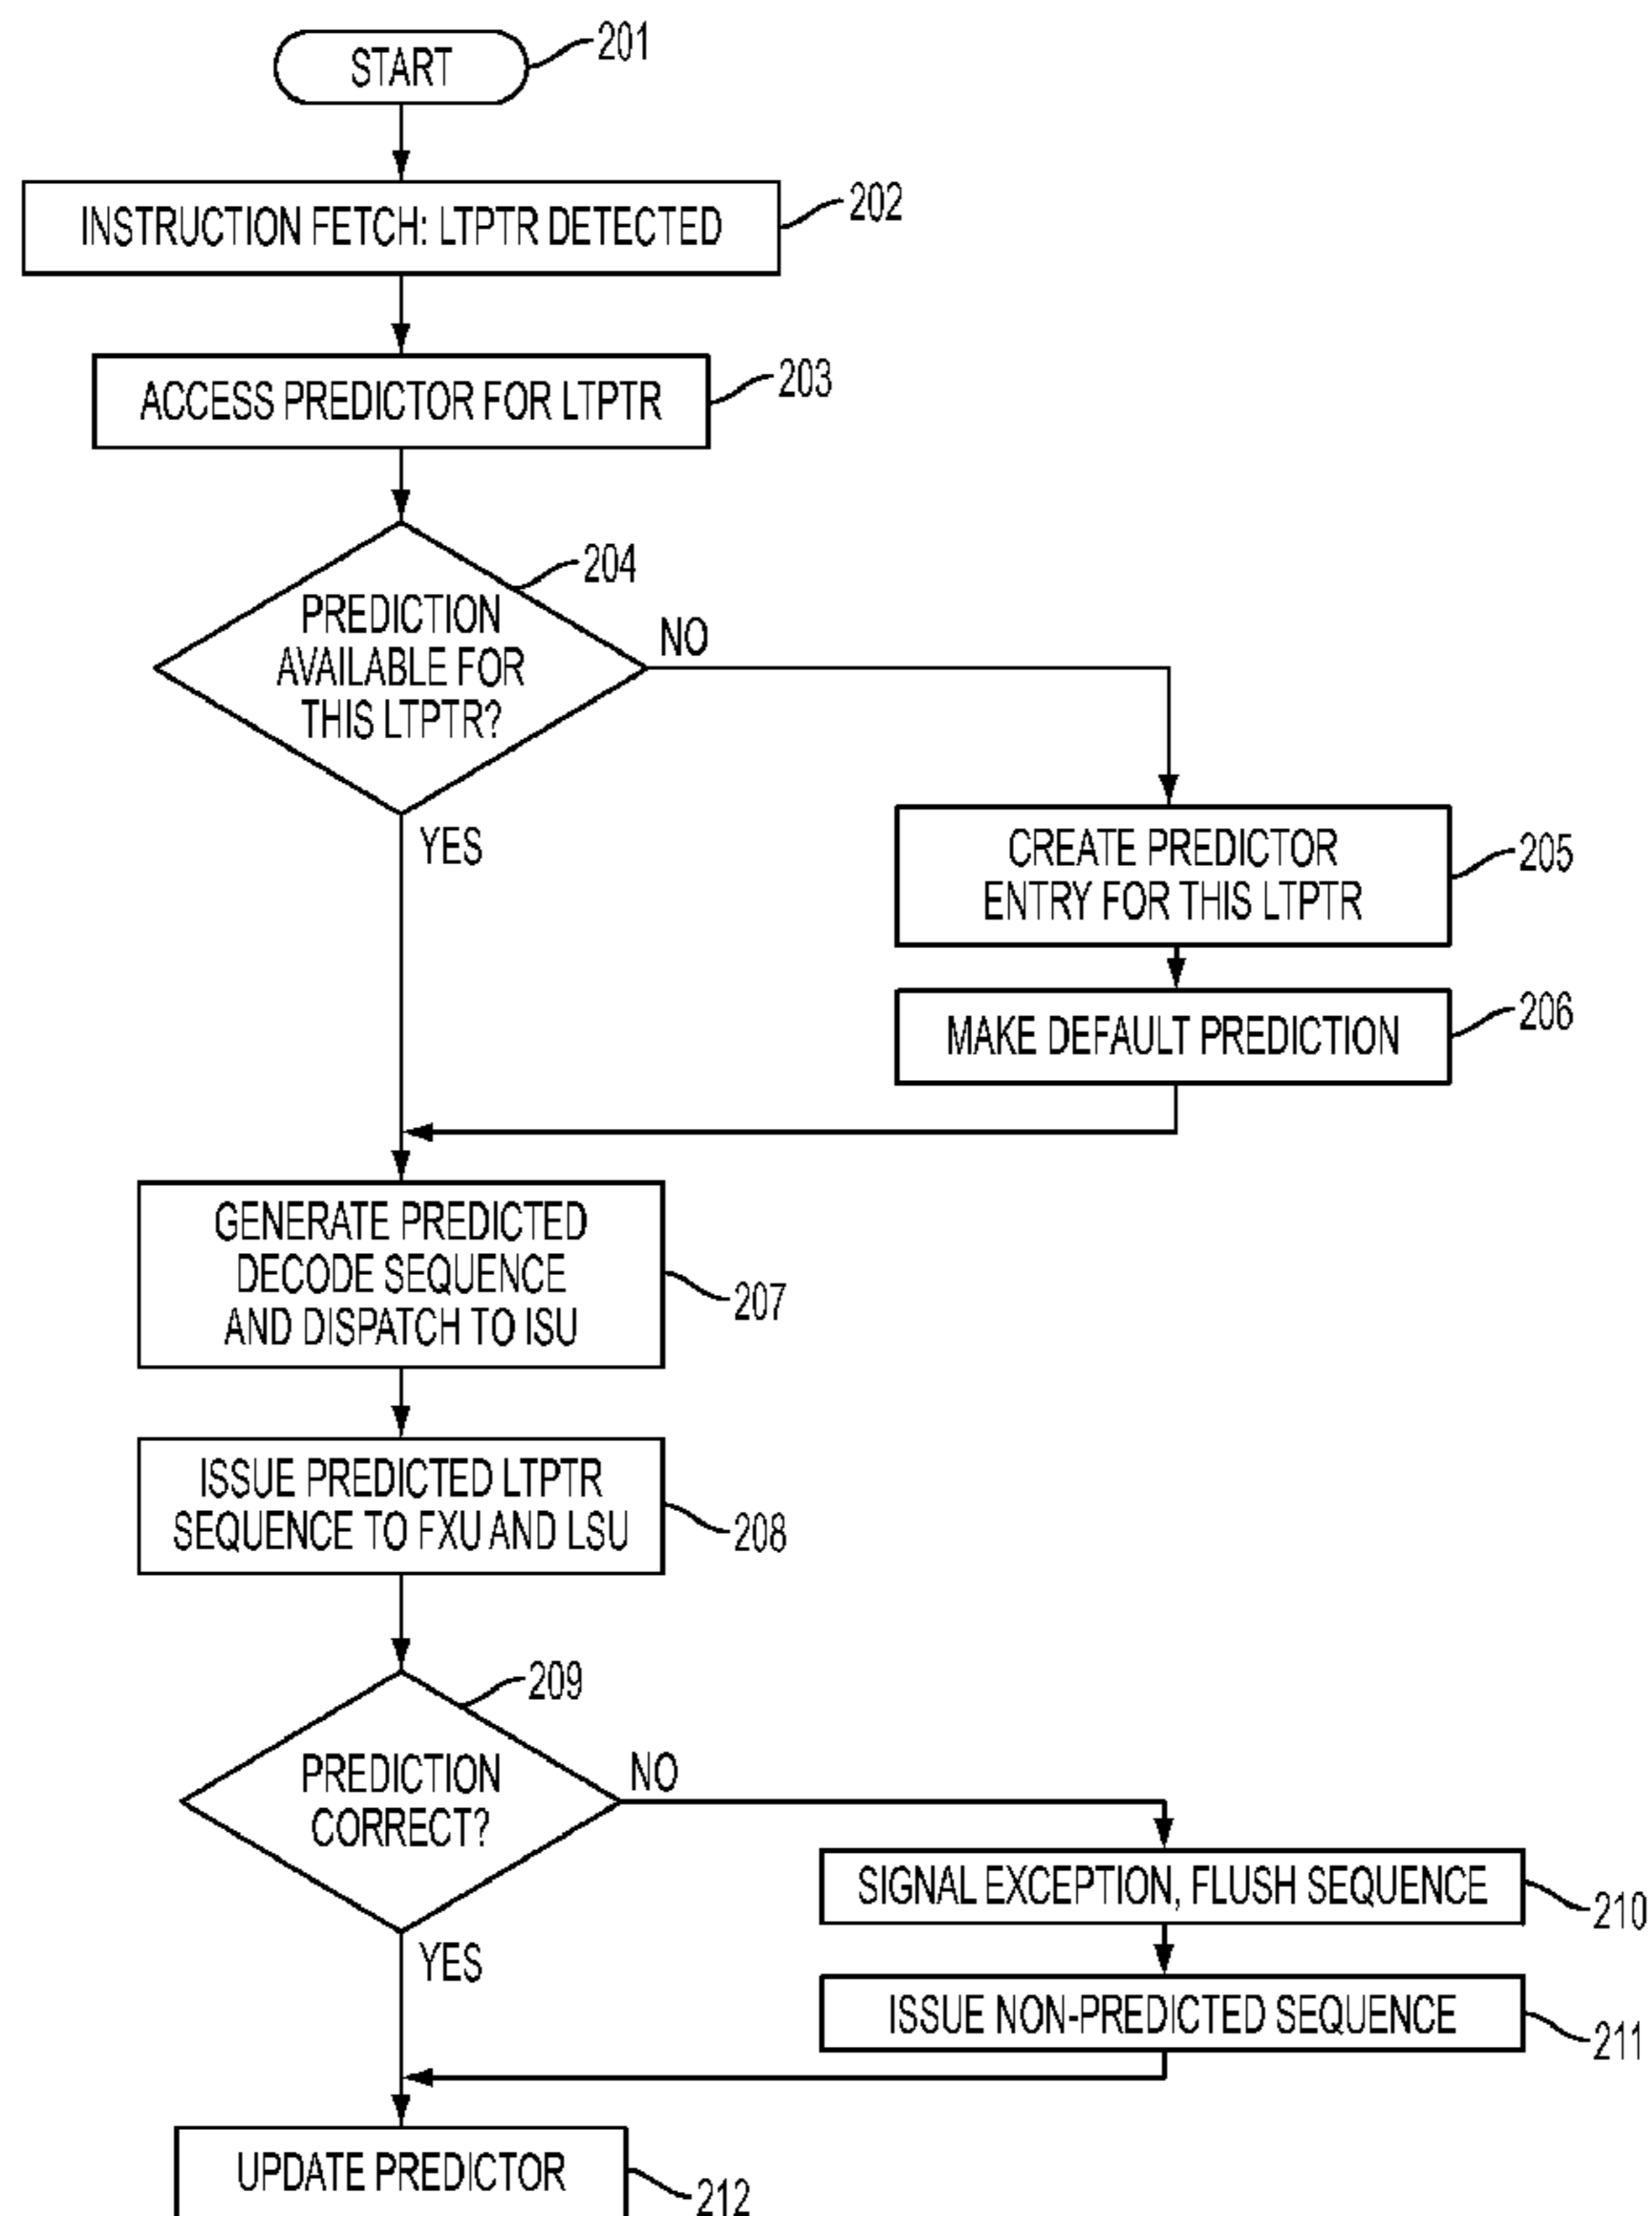 START
201
INSTRUCTION FETCH: LTPTR DETECTED
202
ACCESS PREDICTOR FOR LTPTR
203
204
PREDICTION
AVAILABLE FOR
THIS LTPTR?
NO
YES
CREATE PREDICTOR
ENTRY FOR THIS LTPTR
205
MAKE DEFAULT PREDICTION
206
GENERATE PREDICTED
DECODE SEQUENCE
AND DISPATCH TO ISU
207
ISSUE PREDICTED LTPTR
SEQUENCE TO FXU AND LSU
208
209
PREDICTION
CORRECT?
NO
YES
SIGNAL EXCEPTION, FLUSH SEQUENCE
210
ISSUE NON-PREDICTED SEQUENCE
211
UPDATE PREDICTOR
212